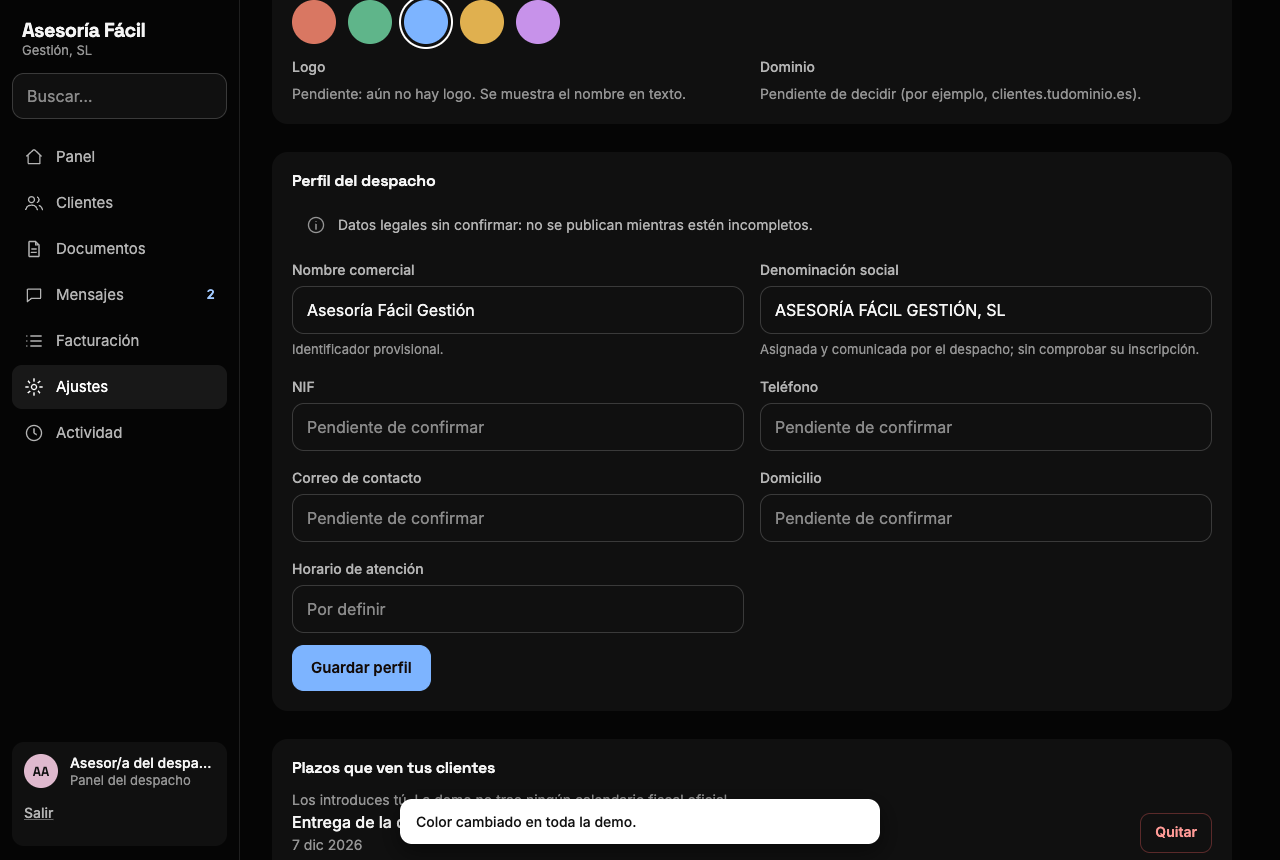 Asesoría Fácil
Gestión, SL
Buscar...
Panel
Clientes
Documentos
Mensajes 2
Facturación
Ajustes
Actividad
AA
Asesor/a del despa...
Panel del despacho
Salir
Logo
Pendiente: aún no hay logo. Se muestra el nombre en texto.
Dominio
Pendiente de decidir (por ejemplo, clientes.tudominio.es).
Perfil del despacho
Datos legales sin confirmar: no se publican mientras estén incompletos.
Nombre comercial
Asesoría Fácil Gestión
Identificador provisional.
Denominación social
ASESORÍA FÁCIL GESTIÓN, SL
Asignada y comunicada por el despacho; sin comprobar su inscripción.
NIF
Pendiente de confirmar
Teléfono
Pendiente de confirmar
Correo de contacto
Pendiente de confirmar
Domicilio
Pendiente de confirmar
Horario de atención
Por definir
Guardar perfil
Plazos que ven tus clientes
Los introduces tú.
Entrega de la
7 dic 2026
Quitar
Color cambiado en toda la demo.